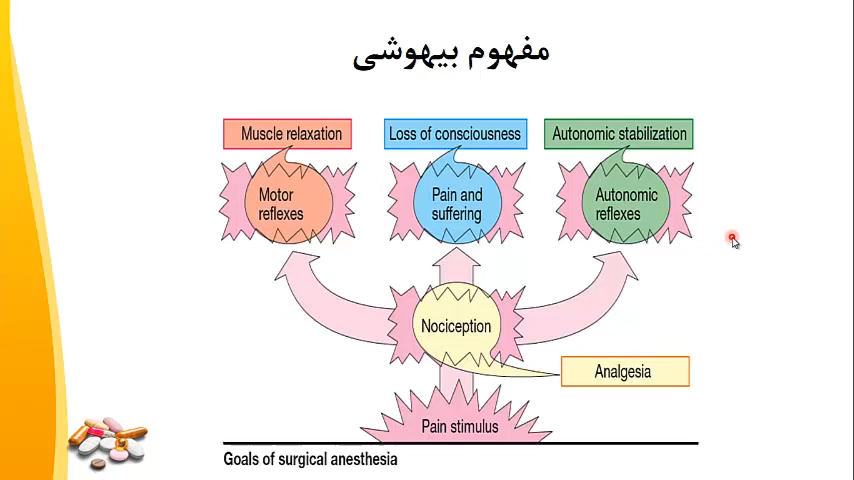 مفهوم بیهوشی
Muscle relaxation
Loss of consciousness
Autonomic stabilization
Motor
reflexes
Pain and
suffering
Autonomic
reflexes
Nociception
Analgesia
Pain stimulus
Goals of surgical anesthesia